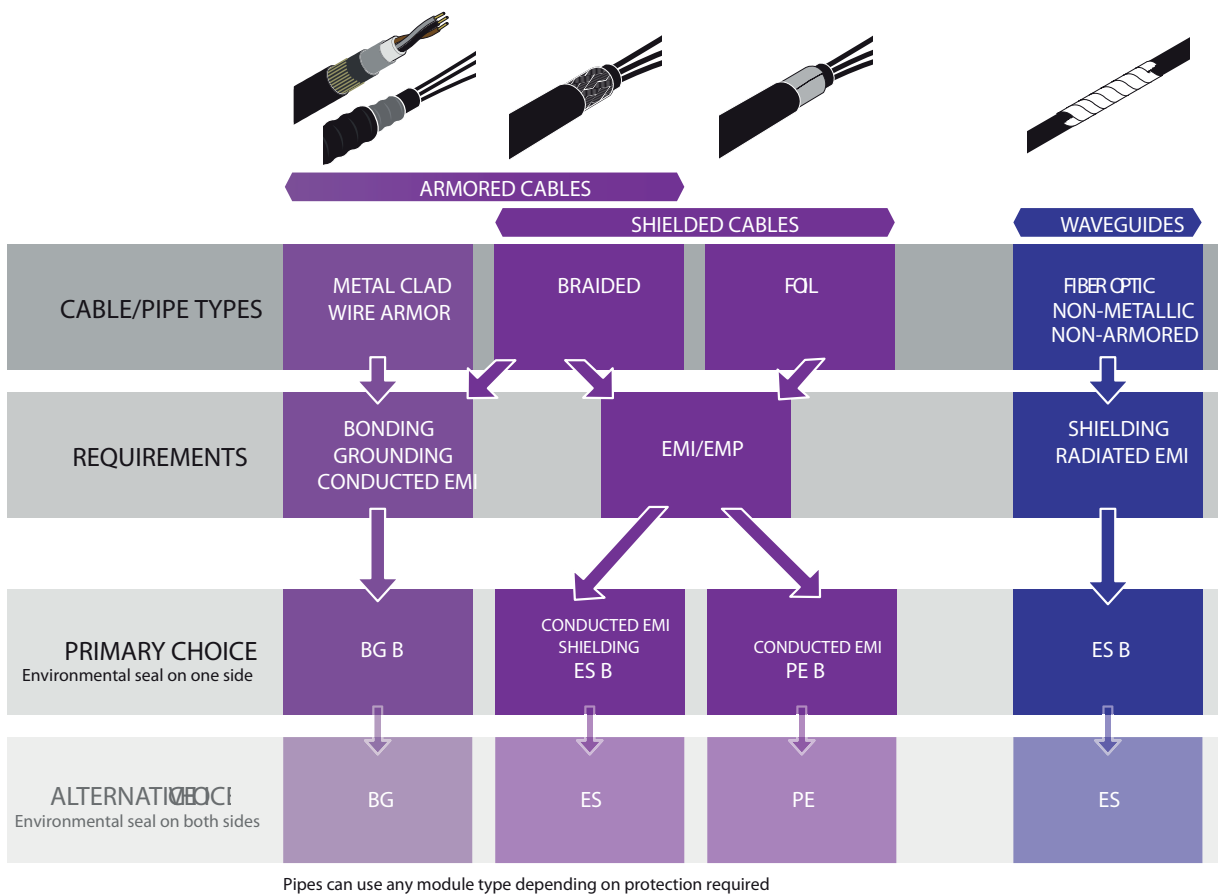 ARMORED CABLES
SHIELDED CABLES
WAVEGUIDES
CABLE/PIPE TYPES
METAL CLAD
WIRE ARMOR
BRAIDED
FOIL
FIBER OPTIC
NON-METALLIC
NON-ARMORED
REQUIREMENTS
BONDING
GROUNDING
CONDUCTED EMI
EMI/EMP
SHIELDING
RADIATED EMI
PRIMARY CHOICE
Environmental seal on one side
BG B
CONDUCTED EMI
SHIELDING
ES B
CONDUCTED EMI
PE B
ES B
ALTERNATIVE CHOICE
Environmental seal on both sides
BG
ES
PE
ES
Pipes can use any module type depending on protection required